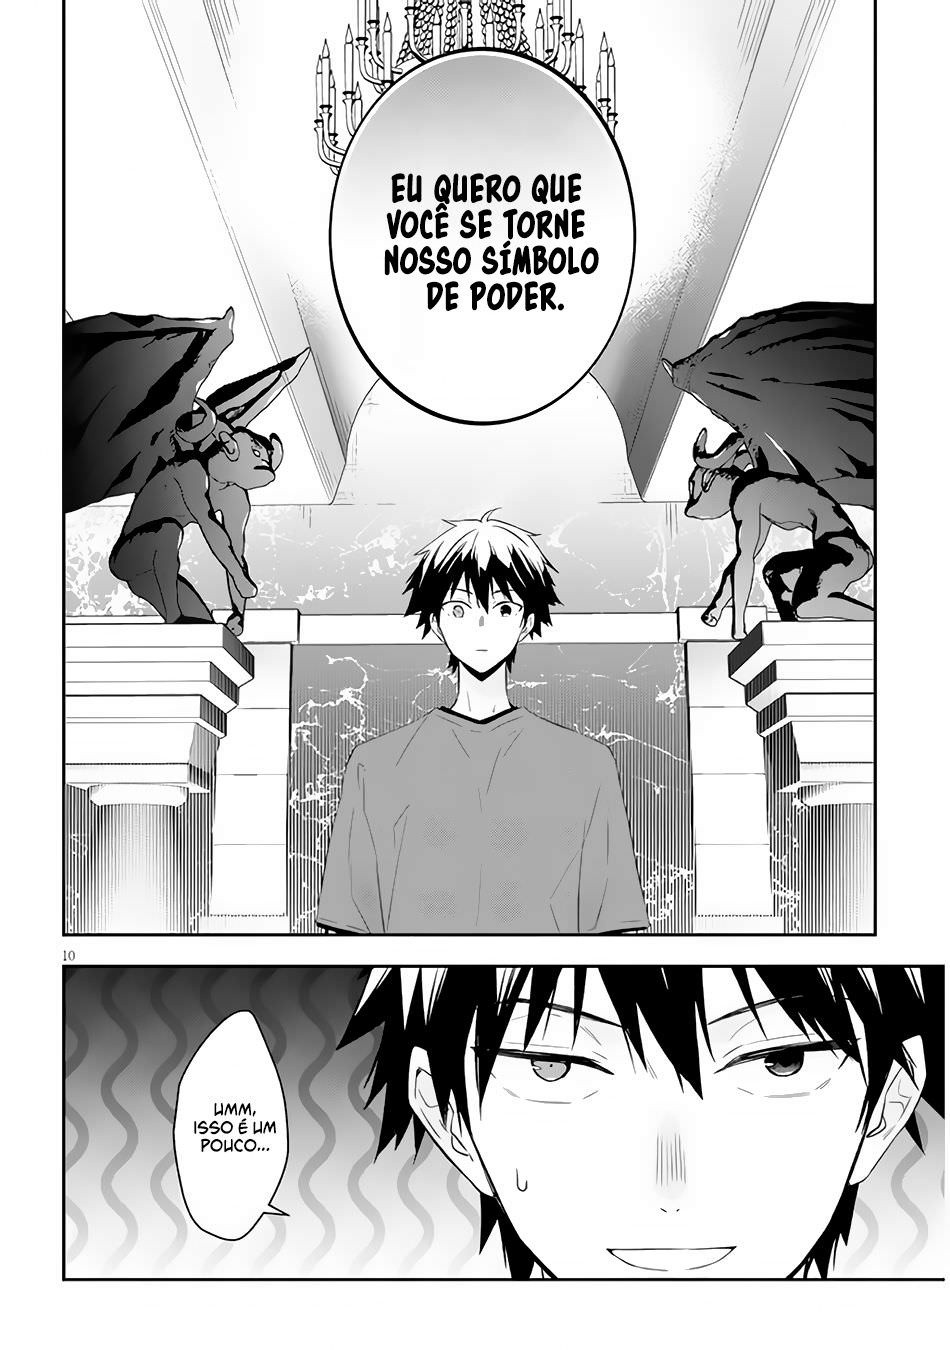 EU QUERO QUE
VOCÊ SE TORNE
NOSSO SÍMBOLO
DE PODER.
10
UMM,
ISSO É UM
POUCO...